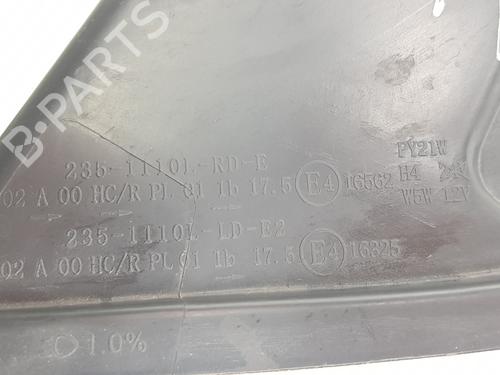 B-PARTS
235-1110L-RD-E
02 A 00 HC/R PL 01 1b 17.5 E4 16562
235-1110L-LD-E2
02 A 00 HC/R PL 01 1b 17.5 E4 16325
PY21W
H4
W5W 12V
1.0%